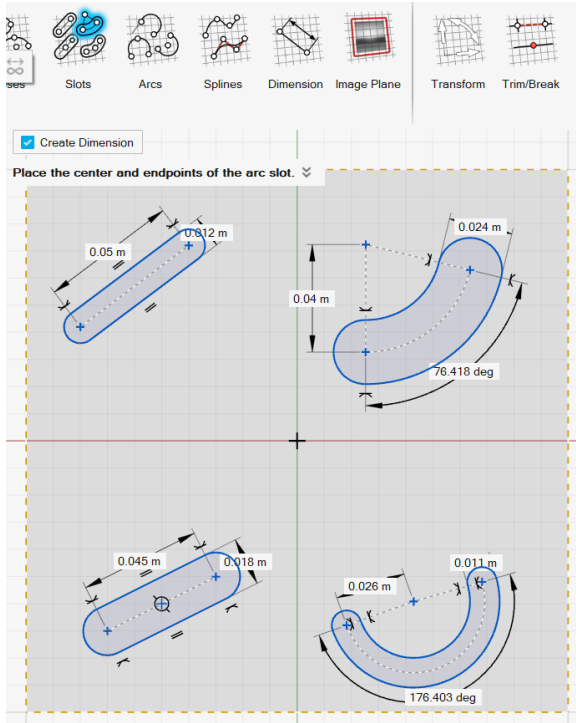 ses
Slots
Arcs
Splines
Dimension
Image Plane
Transform
Trim/Break
Create Dimension
Place the center and endpoints of the arc slot.
0.012 m
0.05 m
0.024 m
0.04 m
76.418 deg
0.045 m
0.018 m
0.011 m
0.026 m
176.403 deg